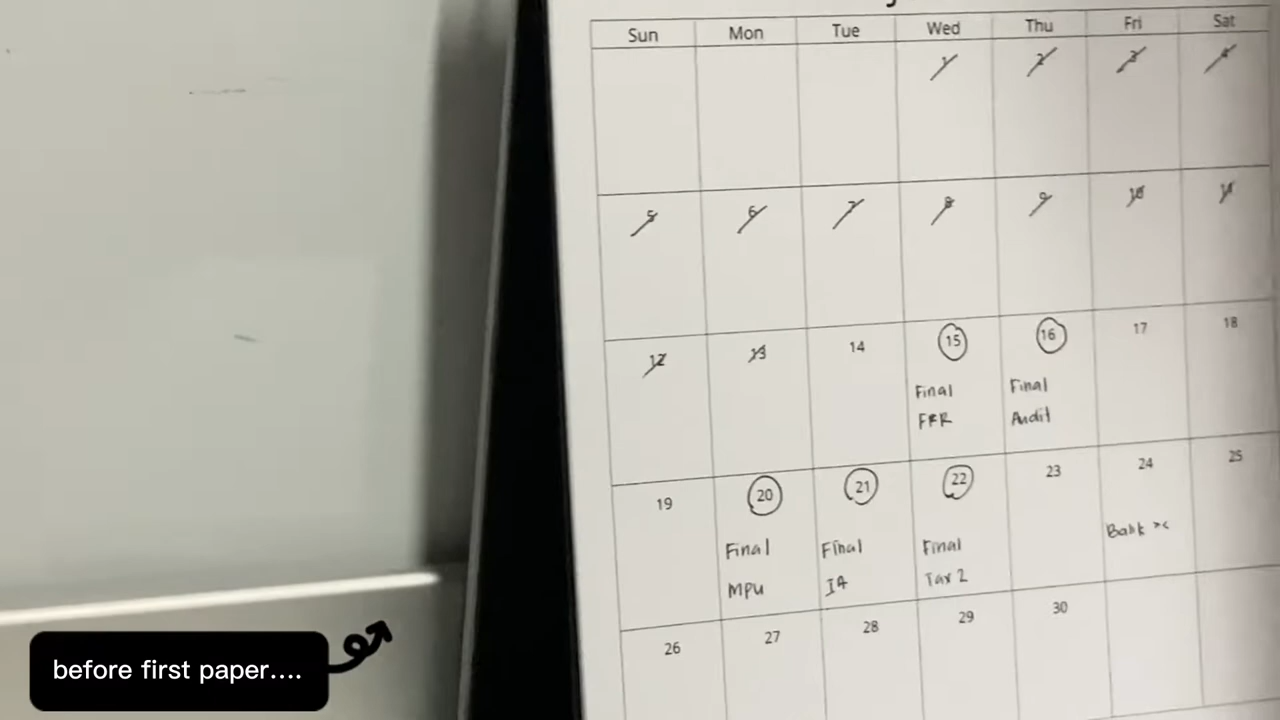 Sun Mon Tue Wed Thu Fri Sat
1 2 3 4
5 6 7 8 9 10 11
12 13 14 15 16 17 18
Final Final
FRR Audit
19 20 21 22 23 24 25
Final Final Final Balik ><
MPU IA Tax 2
26 27 28 29 30
before first paper....